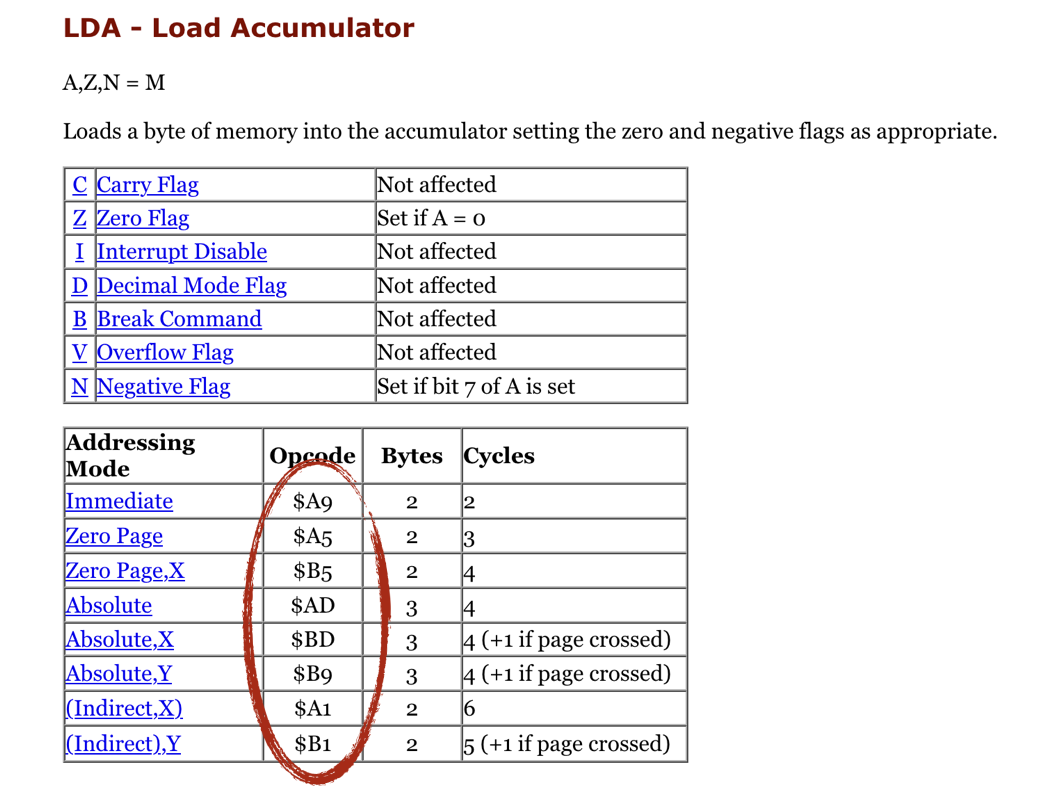 LDA - Load Accumulator
A,Z,N = M
Loads a byte of memory into the accumulator setting the zero and negative flags as appropriate.
C Carry Flag Not affected
Z Zero Flag Set if A = 0
I Interrupt Disable Not affected
D Decimal Mode Flag Not affected
B Break Command Not affected
V Overflow Flag Not affected
N Negative Flag Set if bit 7 of A is set
Addressing
Mode Opcode Bytes Cycles
Immediate $A9 2 2
Zero Page $A5 2 3
Zero Page,X $B5 2 4
Absolute $AD 3 4
Absolute,X $BD 3 4 (+1 if page crossed)
Absolute,Y $B9 3 4 (+1 if page crossed)
(Indirect,X) $A1 2 6
(Indirect),Y $B1 2 5 (+1 if page crossed)